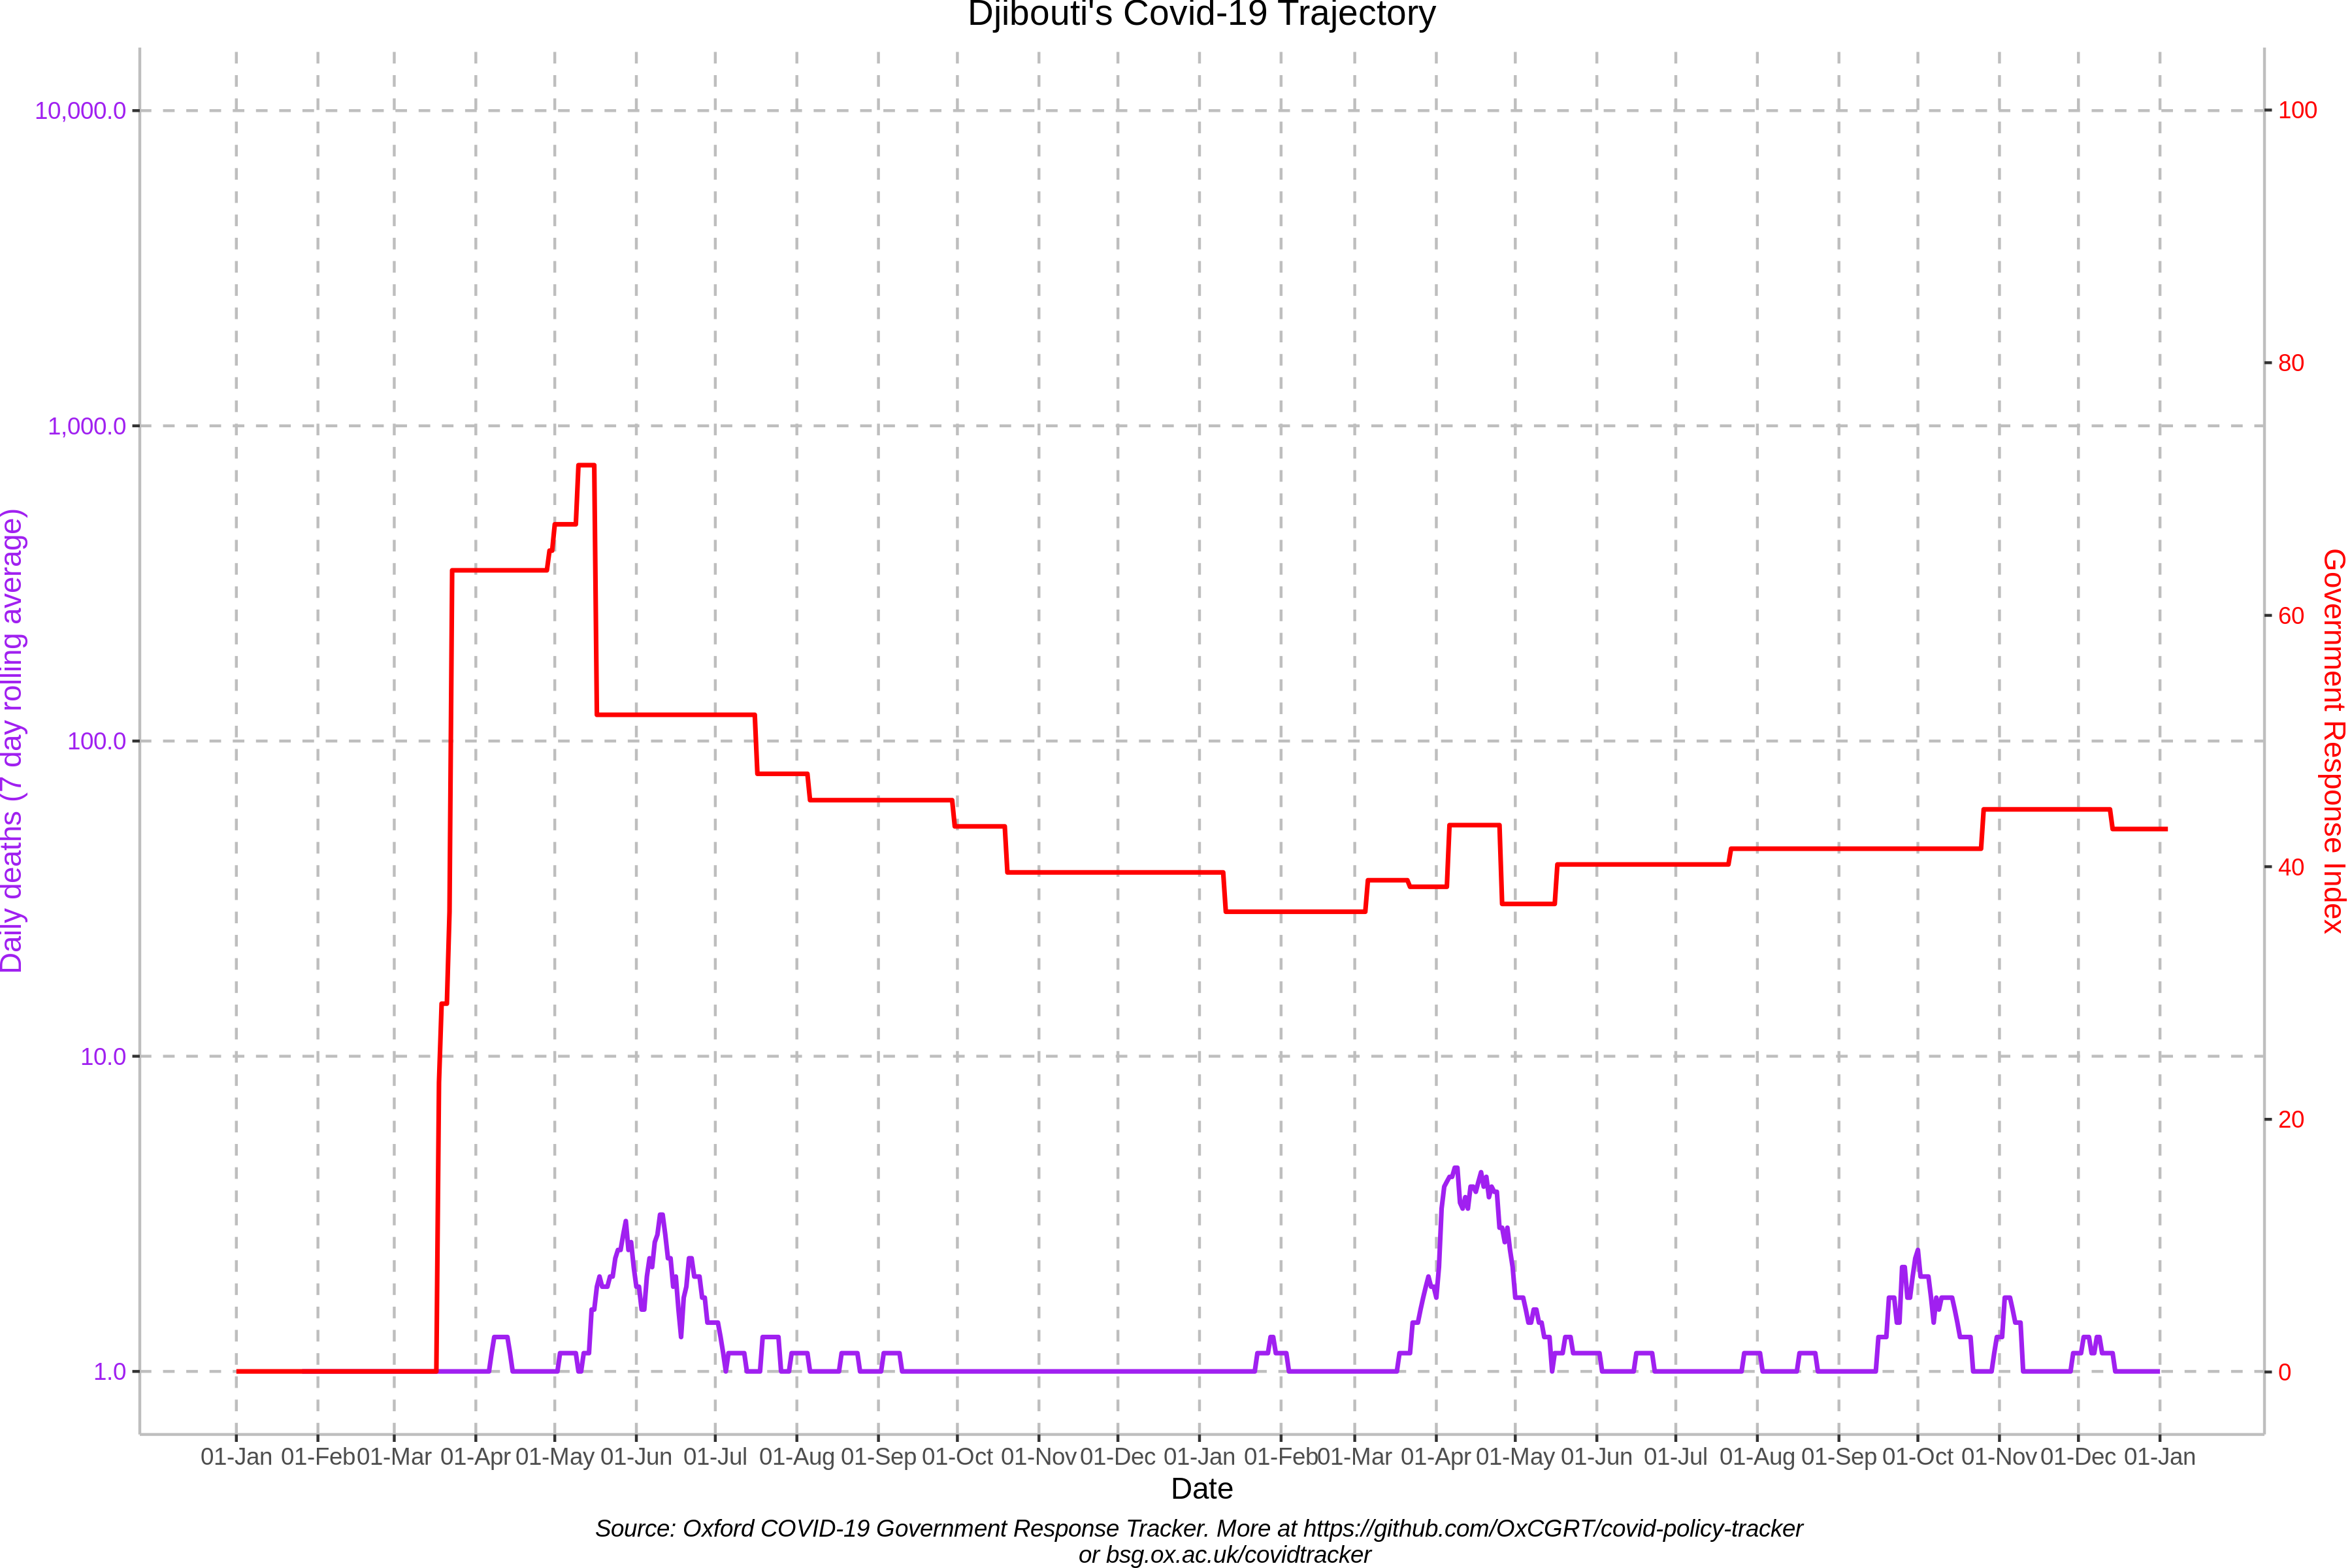 Djibouti's Covid-19 Trajectory
10,000.0
1,000.0
100.0
10.0
1.0
Daily deaths (7 day rolling average)
100
80
60
40
20
0
Government Response Index
01-Jan 01-Feb 01-Mar 01-Apr 01-May 01-Jun 01-Jul 01-Aug 01-Sep 01-Oct 01-Nov 01-Dec 01-Jan 01-Feb 01-Mar 01-Apr 01-May 01-Jun 01-Jul 01-Aug 01-Sep 01-Oct 01-Nov 01-Dec 01-Jan
Date
Source: Oxford COVID-19 Government Response Tracker. More at https://github.com/OxCGRT/covid-policy-tracker
or bsg.ox.ac.uk/covidtracker